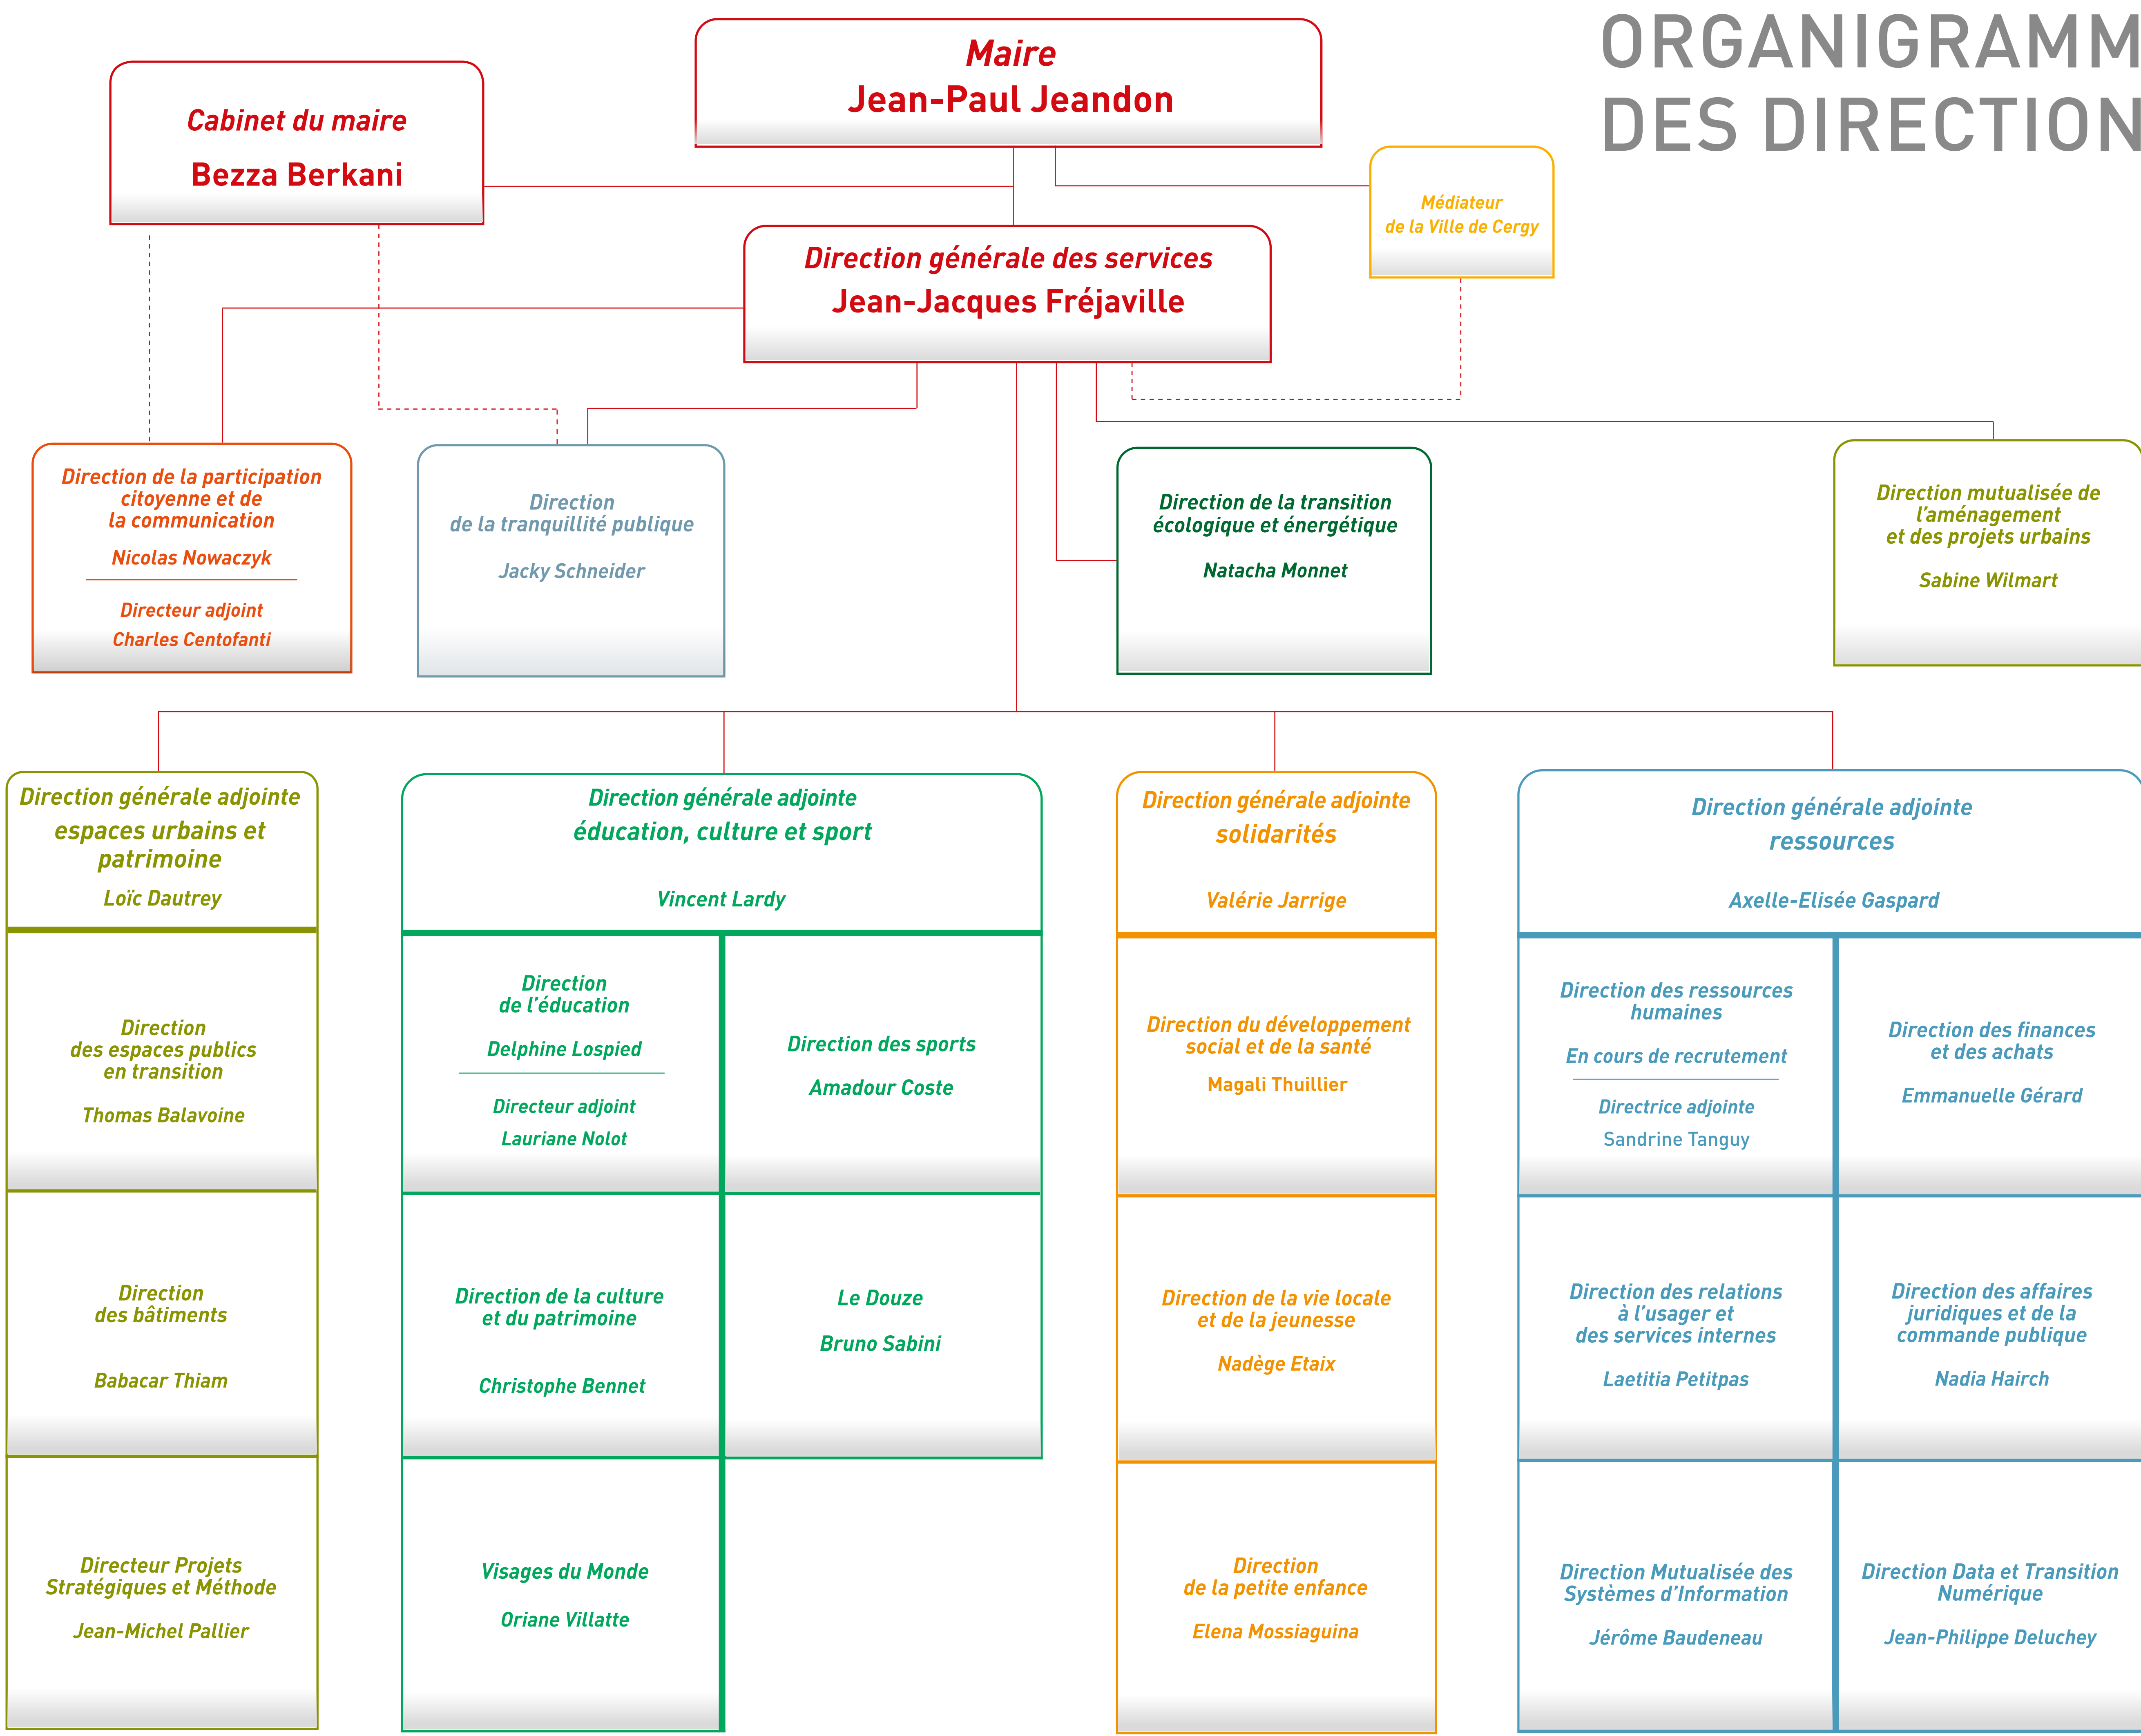 ORGANIGRAMM
DES DIRECTION
Maire
Jean-Paul Jeandon
Cabinet du maire
Bezza Berkani
Médiateur
de la Ville de Cergy
Direction générale des services
Jean-Jacques Fréjaville
Direction de la participation
citoyenne et de
la communication
Nicolas Nowaczyk
Directeur adjoint
Charles Centofanti
Direction
de la tranquillité publique
Jacky Schneider
Direction de la transition
écologique et énergétique
Natacha Monnet
Direction mutualisée de
l’aménagement
et des projets urbains
Sabine Wilmart
Direction générale adjointe
espaces urbains et
patrimoine
Loïc Dautrey
Direction
des espaces publics
en transition
Thomas Balavoine
Direction
des bâtiments
Babacar Thiam
Directeur Projets
Stratégiques et Méthode
Jean-Michel Pallier
Direction générale adjointe
éducation, culture et sport
Vincent Lardy
Direction
de l’éducation
Delphine Lospied
Directeur adjoint
Lauriane Nolot
Direction des sports
Amadour Coste
Direction de la culture
et du patrimoine
Christophe Bennet
Le Douze
Bruno Sabini
Visages du Monde
Oriane Villatte
Direction générale adjointe
solidarités
Valérie Jarrige
Direction du développement
social et de la santé
Magali Thuillier
Direction de la vie locale
et de la jeunesse
Nadège Etaix
Direction
de la petite enfance
Elena Mossiaguina
Direction générale adjointe
ressources
Axelle-Elisée Gaspard
Direction des ressources
humaines
En cours de recrutement
Directrice adjointe
Sandrine Tanguy
Direction des finances
et des achats
Emmanuelle Gérard
Direction des relations
à l’usager et
des services internes
Laetitia Petitpas
Direction des affaires
juridiques et de la
commande publique
Nadia Hairch
Direction Mutualisée des
Systèmes d’Information
Jérôme Baudeneau
Direction Data et Transition
Numérique
Jean-Philippe Deluchey